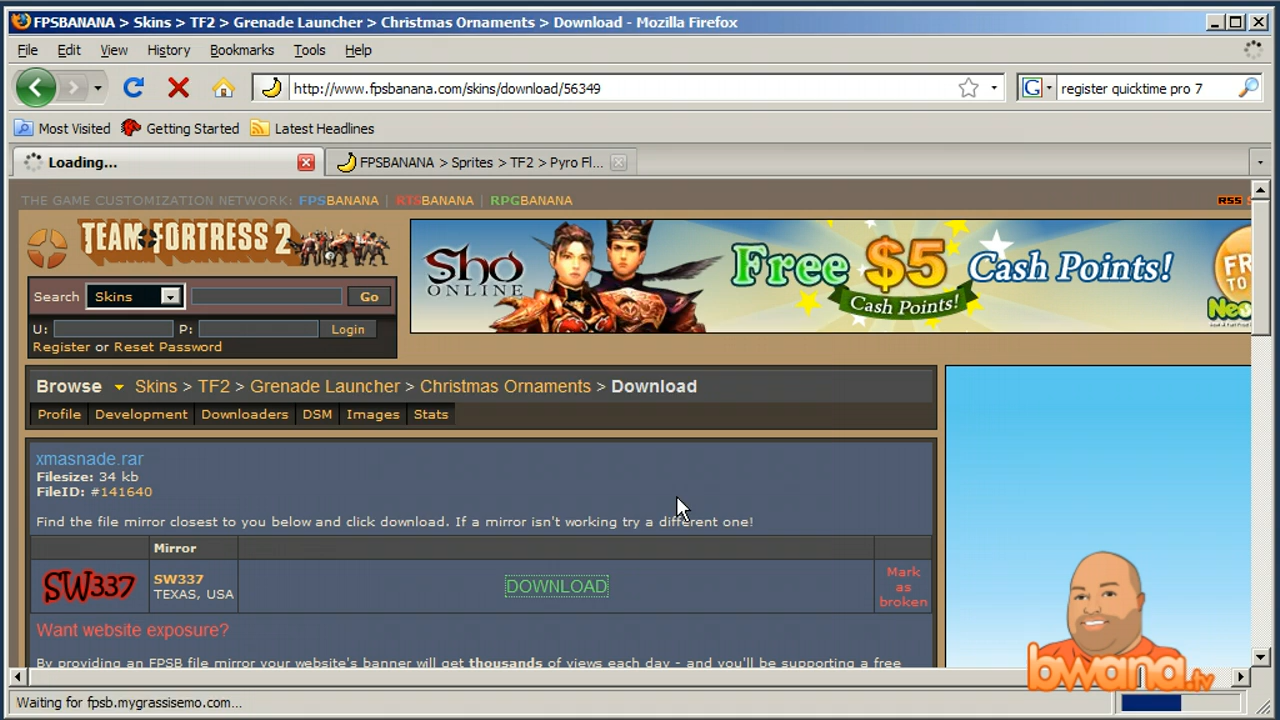 FPSBANANA > Skins > TF2 > Grenade Launcher > Christmas Ornaments > Download - Mozilla Firefox
File Edit View History Bookmarks Tools Help
http://www.fpsbanana.com/skins/download/56349
G register quicktime pro 7
Most Visited Getting Started Latest Headlines
Loading... FPSBANANA > Sprites > TF2 > Pyro Fl...
THE GAME CUSTOMIZATION NETWORK: FPSBANANA | RTSBANANA | RPGBANANA
RSS
TEAM FORTRESS 2
Sho ONLINE
Free $5 Cash Points!
Cash Points!
Search Skins Go
U: P: Login
Register or Reset Password
Browse Skins > TF2 > Grenade Launcher > Christmas Ornaments > Download
Profile Development Downloaders DSM Images Stats
xmasnade.rar
Filesize: 34 kb
FileID: #141640
Find the file mirror closest to you below and click download. If a mirror isn't working try a different one!
Mirror
SW337 SW337
TEXAS, USA
DOWNLOAD
Mark as broken
Want website exposure?
By providing an FPSB file mirror your website's banner will get thousands of views each day - and you'll be supporting a free
bwana.tv
Waiting for fpsb.mygrassisemo.com...